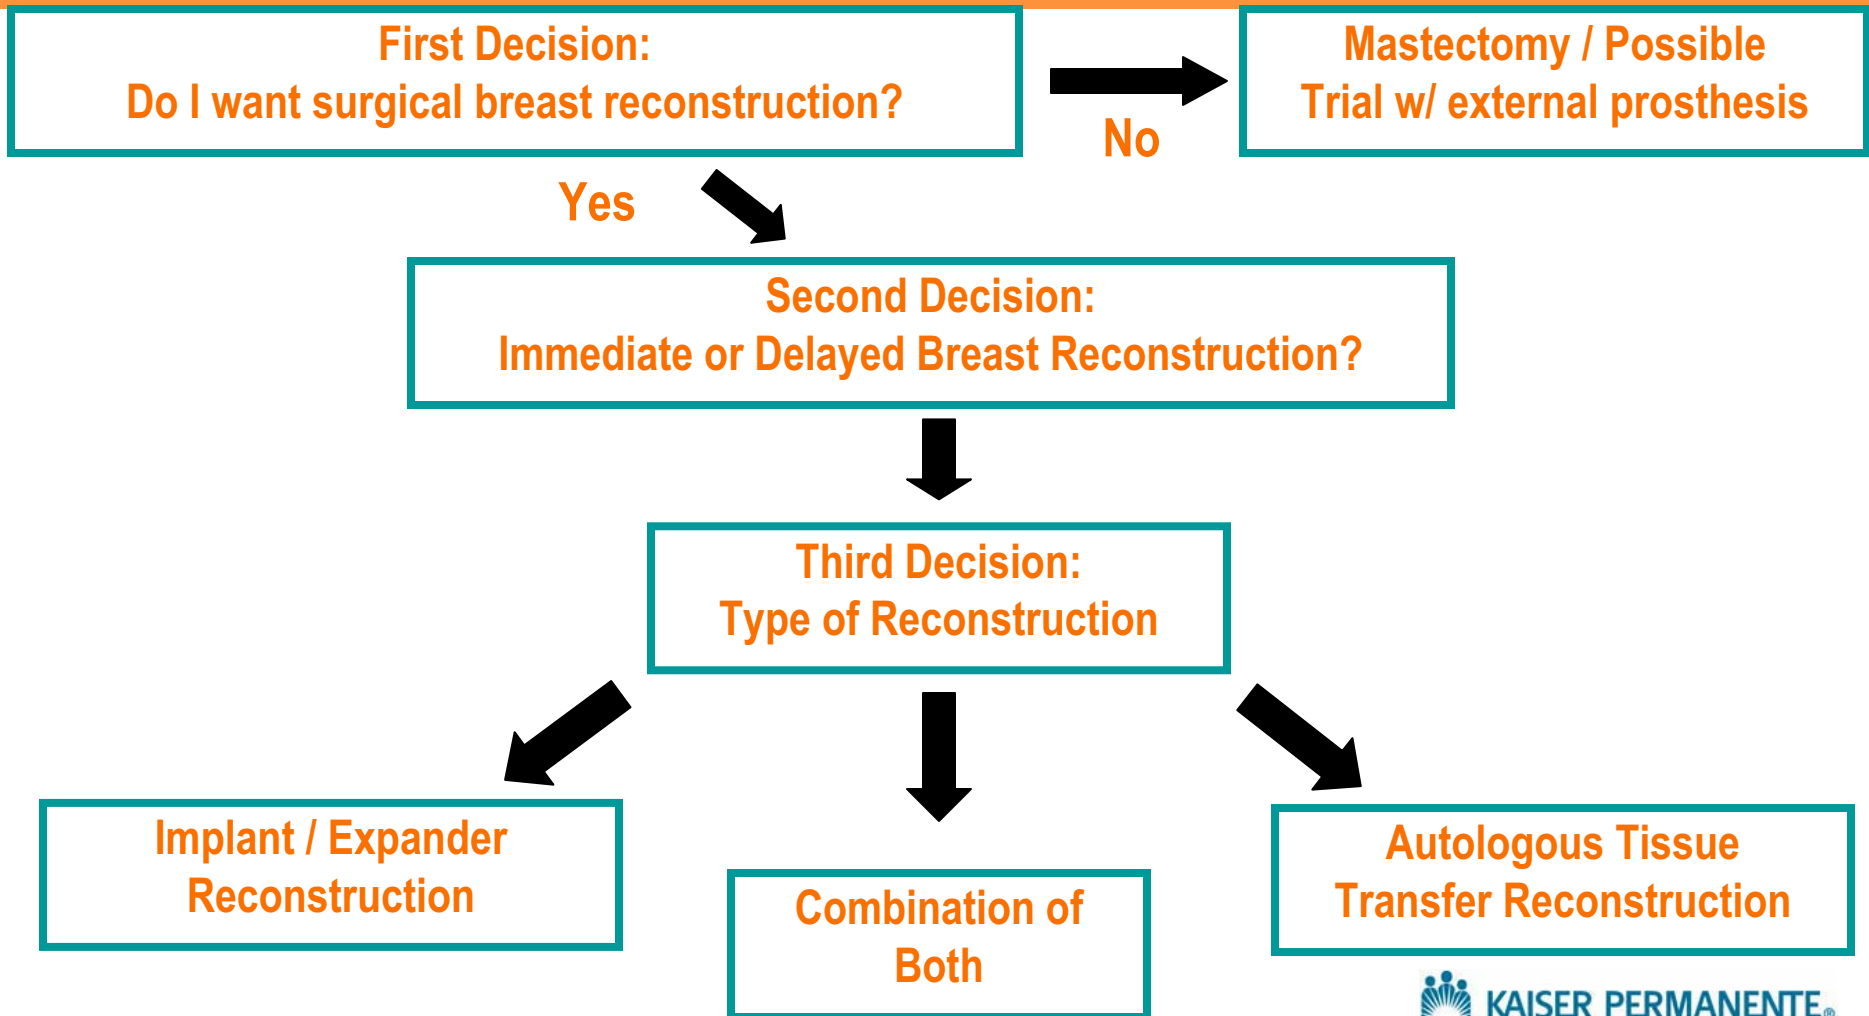 First Decision:
Do I want surgical breast reconstruction?
No
Mastectomy / Possible
Trial w/ external prosthesis
Yes
Second Decision:
Immediate or Delayed Breast Reconstruction?
Third Decision:
Type of Reconstruction
Implant / Expander
Reconstruction
Combination of
Both
Autologous Tissue
Transfer Reconstruction
KAISER PERMANENTE®